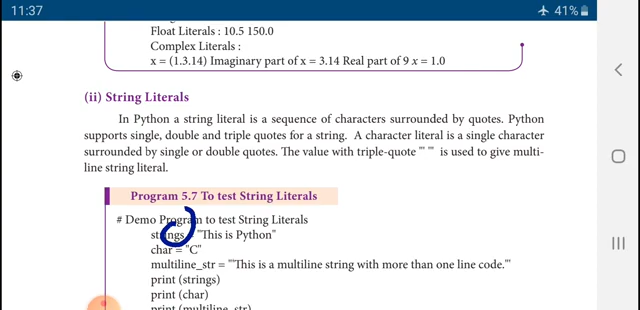 11:37
41%
Float Literals : 10.5 150.0
Complex Literals :
x = (1.3.14) Imaginary part of x = 3.14 Real part of 9 x = 1.0
(ii) String Literals
In Python a string literal is a sequence of characters surrounded by quotes. Python
supports single, double and triple quotes for a string. A character literal is a single character
surrounded by single or double quotes. The value with triple-quote "' '" is used to give multi-
line string literal.
Program 5.7 To test String Literals
# Demo Program to test String Literals
strings = "This is Python"
char = "C"
multiline_str = "'This is a multiline string with more than one line code."'
print (strings)
print (char)
print (multiline_str)